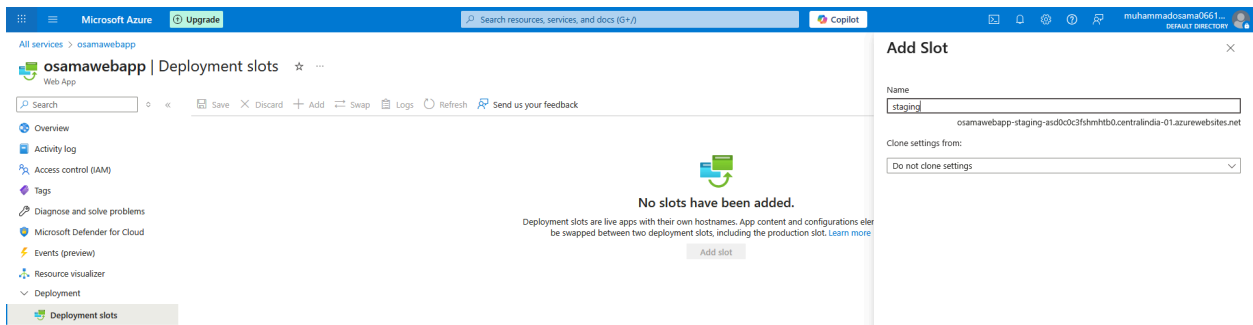 Microsoft Azure
Upgrade
Search resources, services, and docs (G+/)
Copilot
muhammadosama0661...
DEFAULT DIRECTORY
All services > osamawebapp
osamawebapp | Deployment slots
Web App
Search
Save Discard Add Swap Logs Refresh Send us your feedback
Overview
Activity log
Access control (IAM)
Tags
Diagnose and solve problems
Microsoft Defender for Cloud
Events (preview)
Resource visualizer
Deployment
Deployment slots
No slots have been added.
Deployment slots are live apps with their own hostnames. App content and configurations eler
be swapped between two deployment slots, including the production slot. Learn more
Add slot
Add Slot
Name
staging
osamawebapp-staging-asd0c0c3fshmhtb0.centralindia-01.azurewebsites.net
Clone settings from:
Do not clone settings